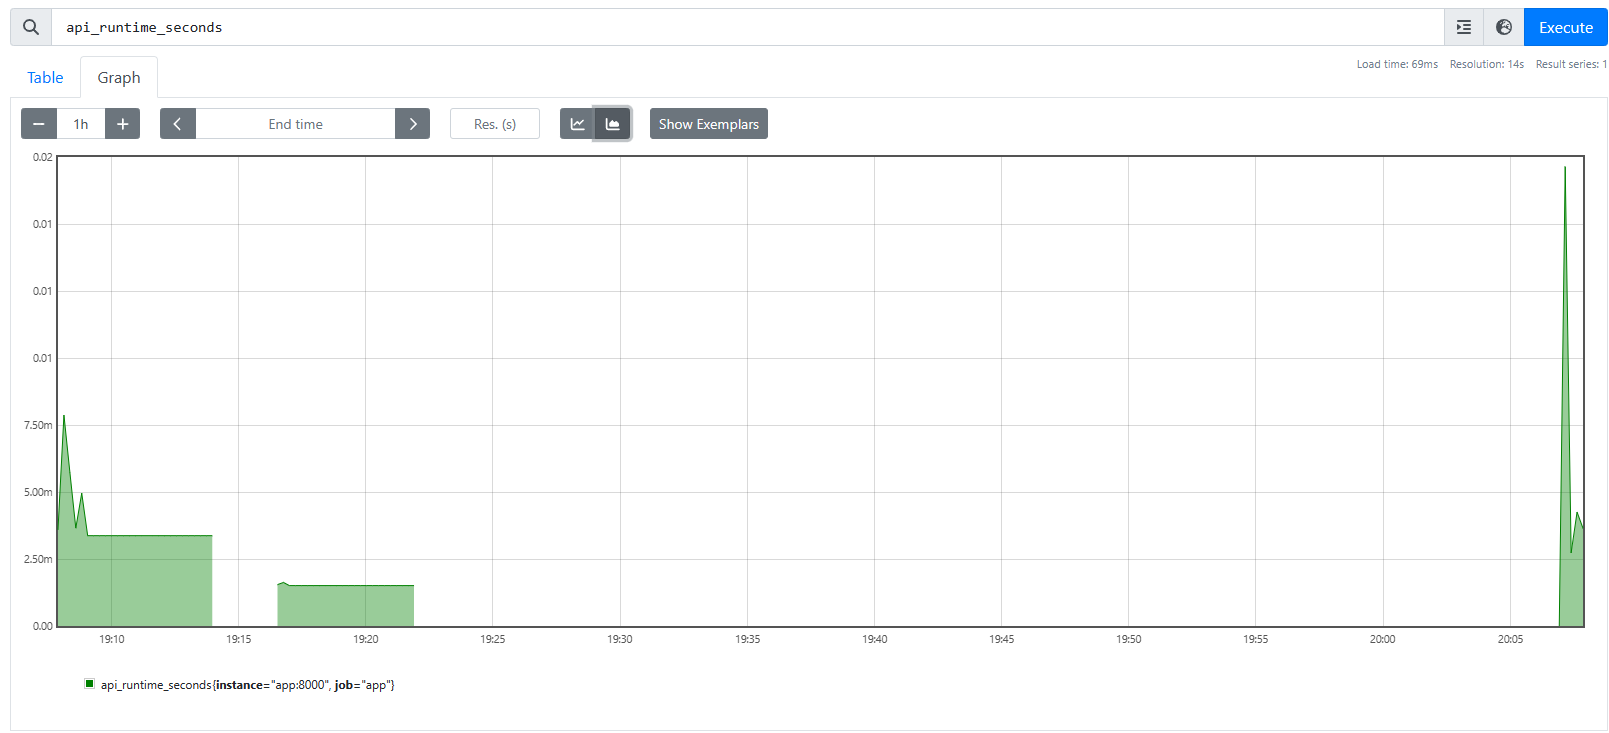 api_runtime_seconds
Execute
Table
Graph
Load time: 69ms Resolution: 14s Result series: 1
1h
End time
Res. (s)
Show Exemplars
0.02
0.01
0.01
0.01
7.50m
5.00m
2.50m
0.00
19:10 19:15 19:20 19:25 19:30 19:35 19:40 19:45 19:50 19:55 20:00 20:05
api_runtime_seconds{instance="app:8000", job="app"}